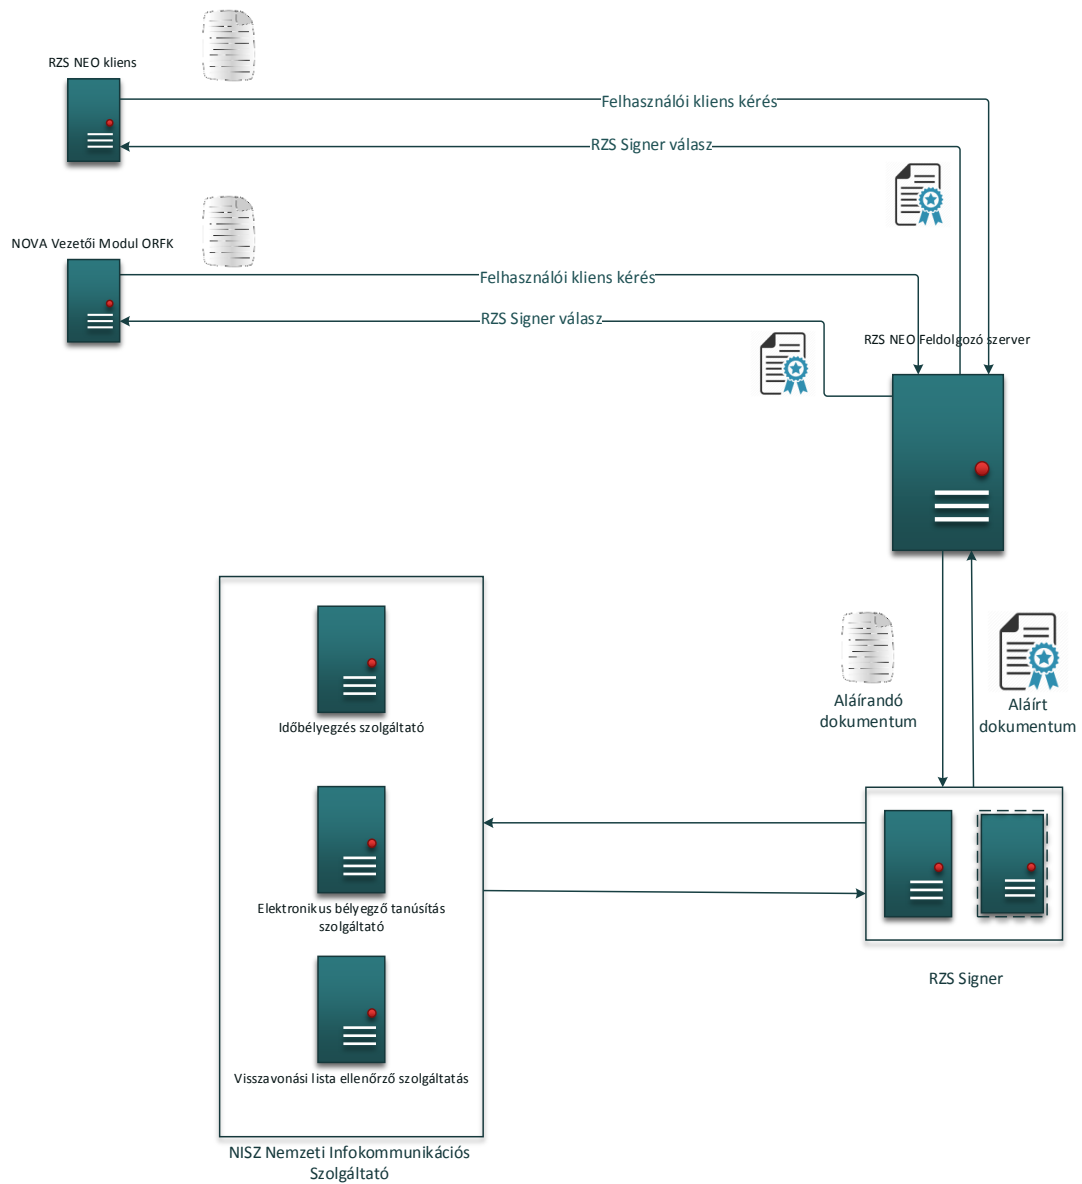 RZS NEO kliens
Felhasználói kliens kérés
RZS Signer válasz
NOVA Vezetői Modul ORFK
Felhasználói kliens kérés
RZS Signer válasz
RZS NEO Feldolgozó szerver
Aláírandó
dokumentum
Aláírt
dokumentum
Időbélyegzés szolgáltató
Elektronikus bélyegző tanúsítás
szolgáltató
Visszavonási lista ellenőrző szolgáltatás
RZS Signer
NISZ Nemzeti Infokommunikációs
Szolgáltató